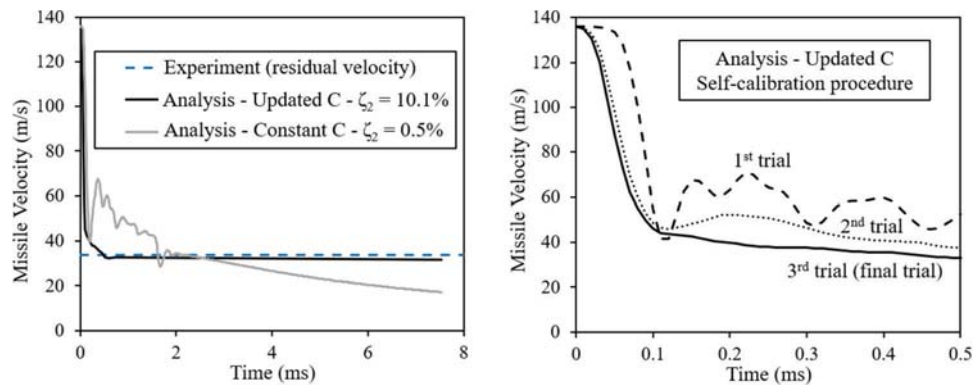 140
120
100
80
60
40
20
0
Missile Velocity (m/s)
Experiment (residual velocity)
Analysis - Updated C - ζ₂ = 10.1%
Analysis - Constant C - ζ₂ = 0.5%
0 2 4 6 8
Time (ms)
140
120
100
80
60
40
20
0
Missile Velocity (m/s)
Analysis - Updated C
Self-calibration procedure
1st trial
2nd trial
3rd trial (final trial)
0 0.1 0.2 0.3 0.4 0.5
Time (ms)